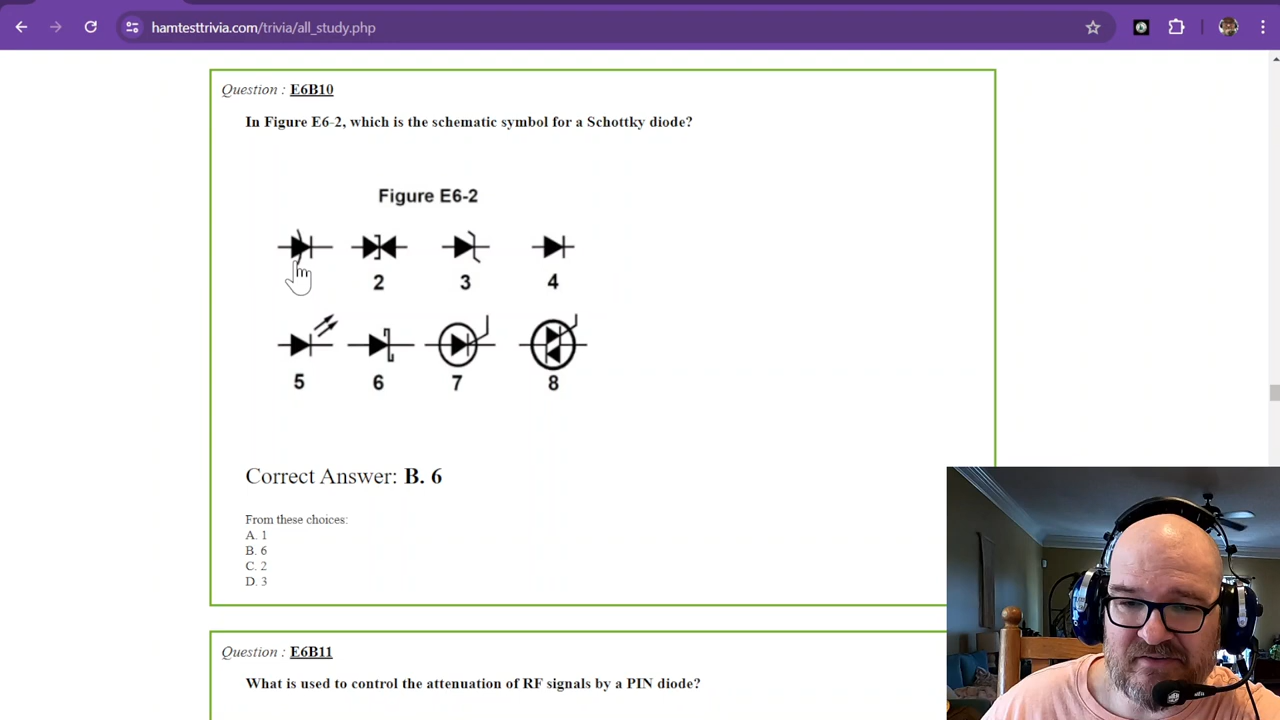 hamtesttrivia.com/trivia/all_study.php
Question : E6B10
In Figure E6-2, which is the schematic symbol for a Schottky diode?
Figure E6-2
2 3 4
5 6 7 8
Correct Answer: B. 6
From these choices:
A. 1
B. 6
C. 2
D. 3
Question : E6B11
What is used to control the attenuation of RF signals by a PIN diode?